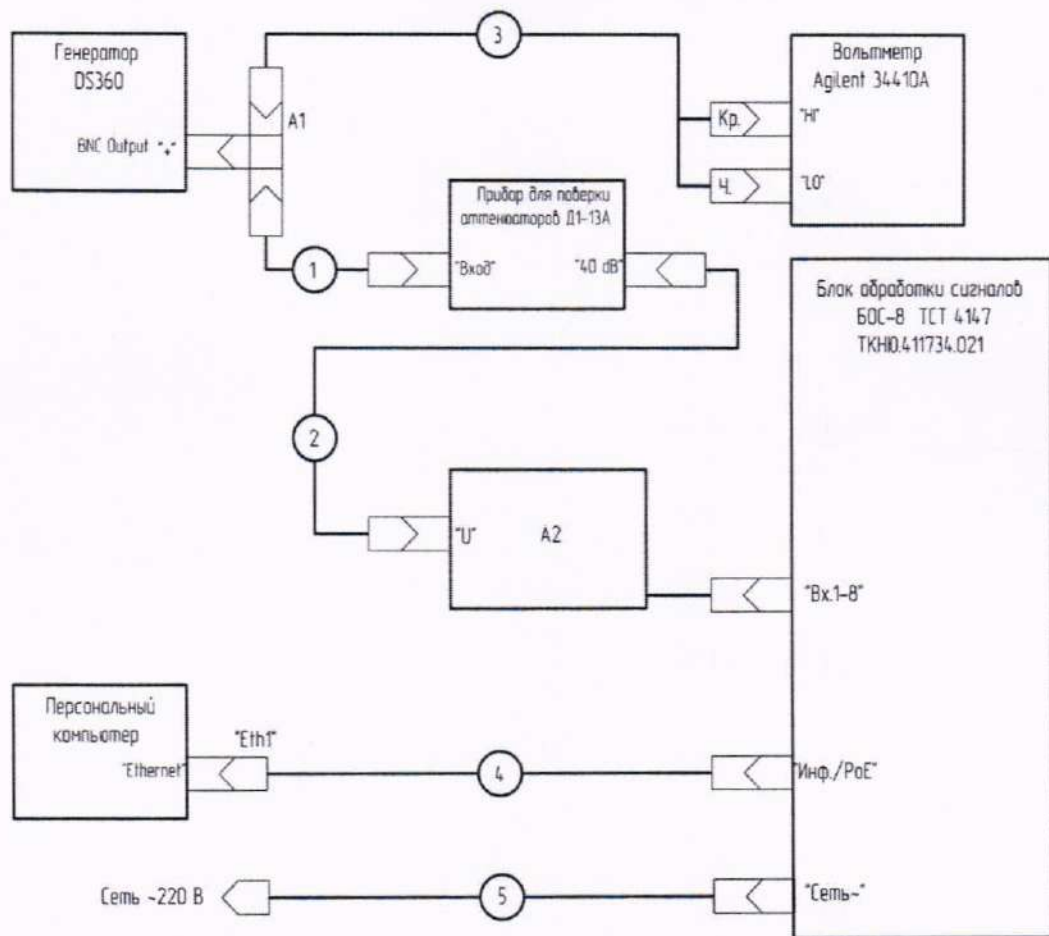 Генератор
DS360
BNC Output "+"
A1
3
Вольтметр
Agilent 34410A
Кр.
"HI"
Ч.
"LO"
Прибор для поверки
аттенюаторов Д1-13А
"Вход"
"40 dB"
1
Блок обработки сигналов
БОС-8 ТСТ 4147
ТКНЮ.411734.021
2
"U"
A2
"Вх.1-8"
Персональный
компьютер
"Ethernet"
"Eth1"
4
"Инф./PoE"
Сеть ~220 В
5
"Сеть~"